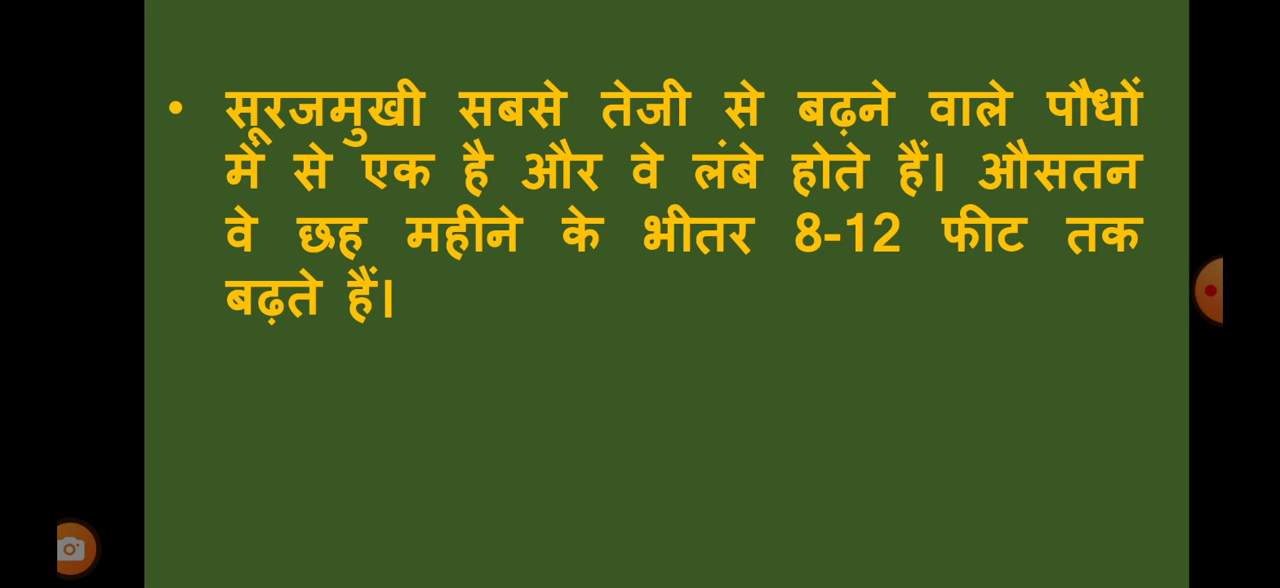 • सूरजमुखी सबसे तेजी से बढ़ने वाले पौधों
में से एक है और वे लंबे होते हैं। औसतन
वे छह महीने के भीतर 8-12 फीट तक
बढ़ते हैं।